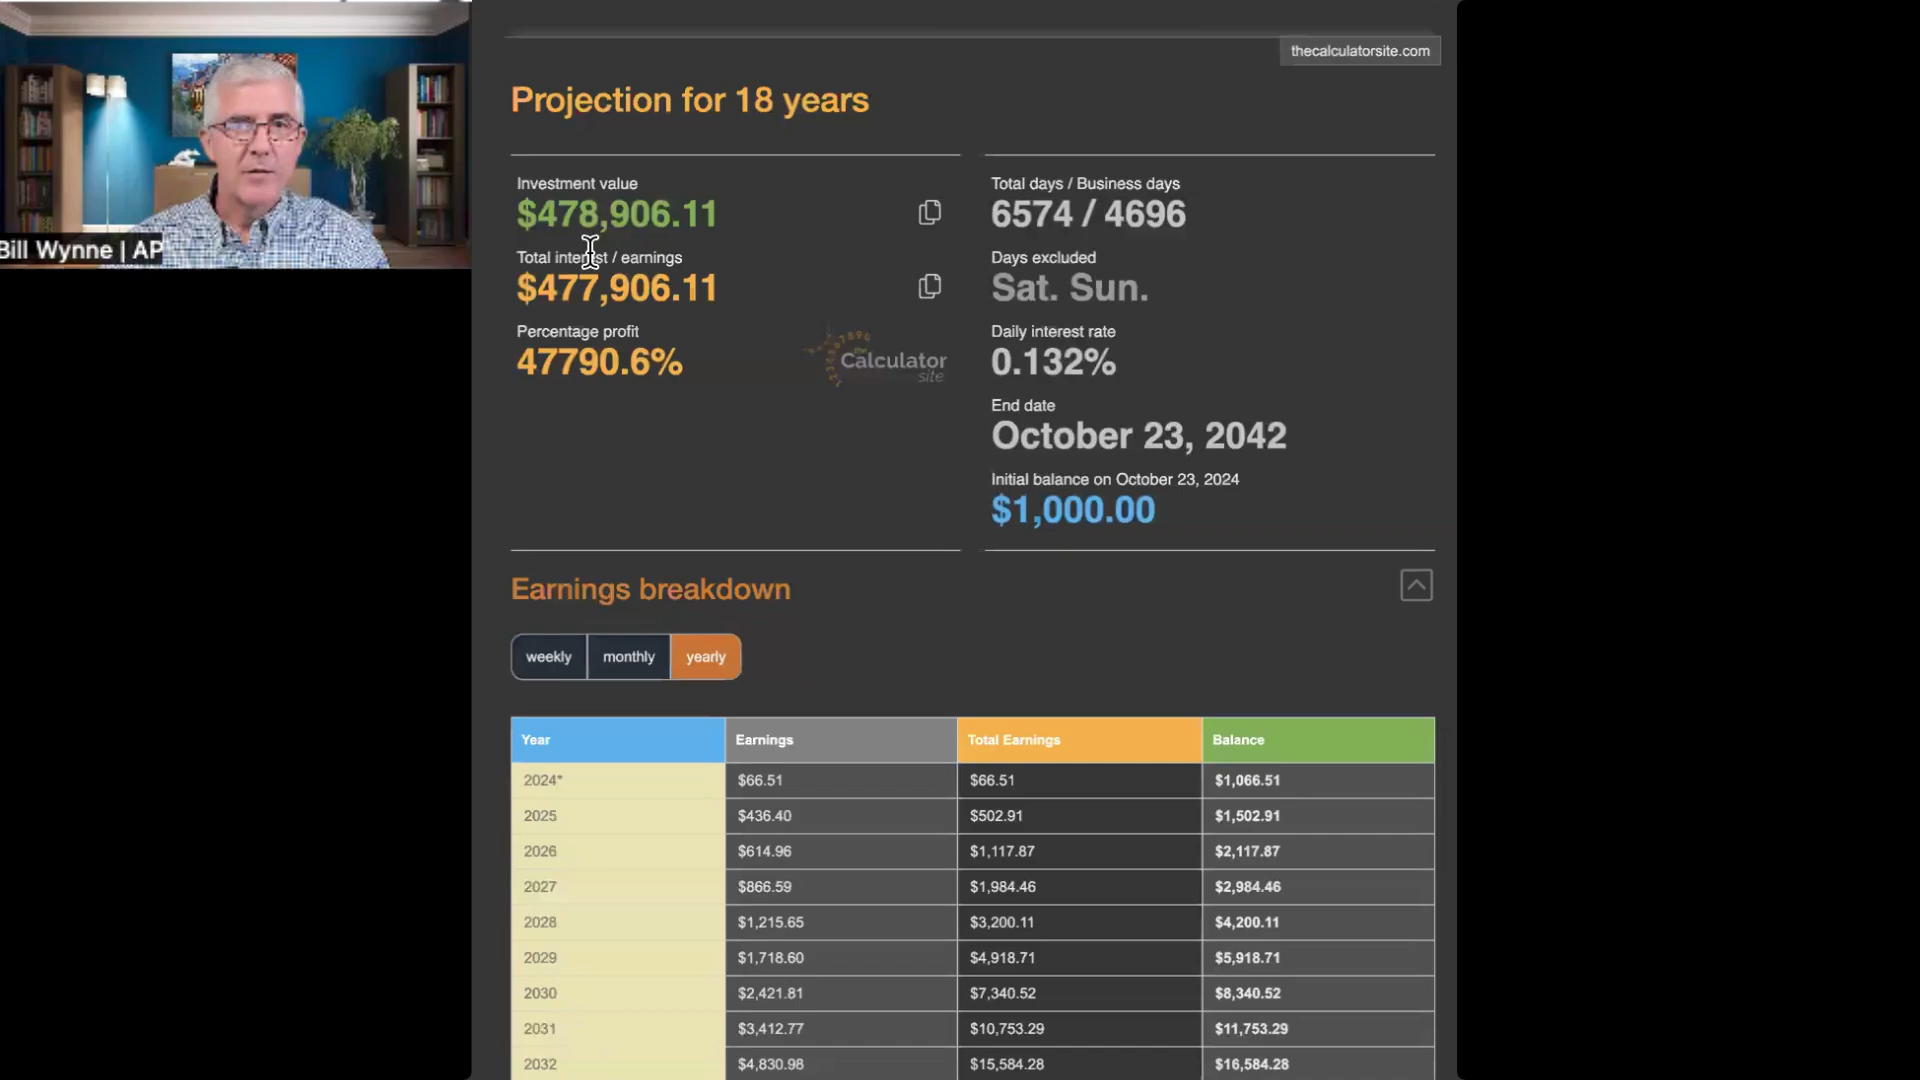 Bill Wynne | AP
thecalculatorsite.com
Projection for 18 years
Investment value
$478,906.11
Total interest / earnings
$477,906.11
Percentage profit
47790.6%
the
Calculator
site
Total days / Business days
6574 / 4696
Days excluded
Sat. Sun.
Daily interest rate
0.132%
End date
October 23, 2042
Initial balance on October 23, 2024
$1,000.00
Earnings breakdown
weekly monthly yearly
Year Earnings Total Earnings Balance
2024* $66.51 $66.51 $1,066.51
2025 $436.40 $502.91 $1,502.91
2026 $614.96 $1,117.87 $2,117.87
2027 $866.59 $1,984.46 $2,984.46
2028 $1,215.65 $3,200.11 $4,200.11
2029 $1,718.60 $4,918.71 $5,918.71
2030 $2,421.81 $7,340.52 $8,340.52
2031 $3,412.77 $10,753.29 $11,753.29
2032 $4,830.98 $15,584.28 $16,584.28